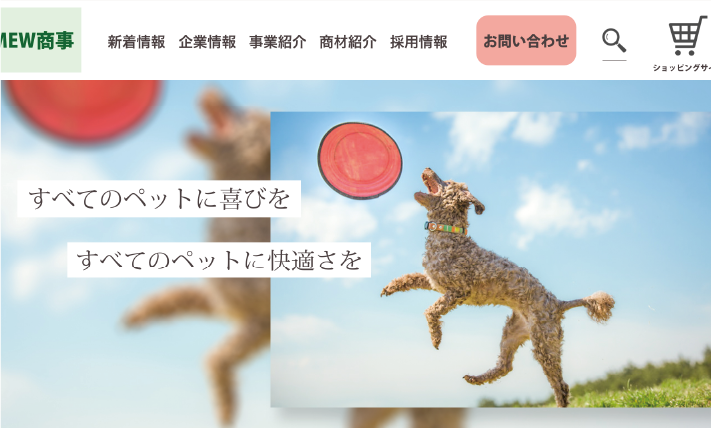 MEW商事
新着情報
企業情報
事業紹介
商材紹介
採用情報
お問い合わせ
ショッピングサイ
すべてのペットに喜びを
すべてのペットに快適さを